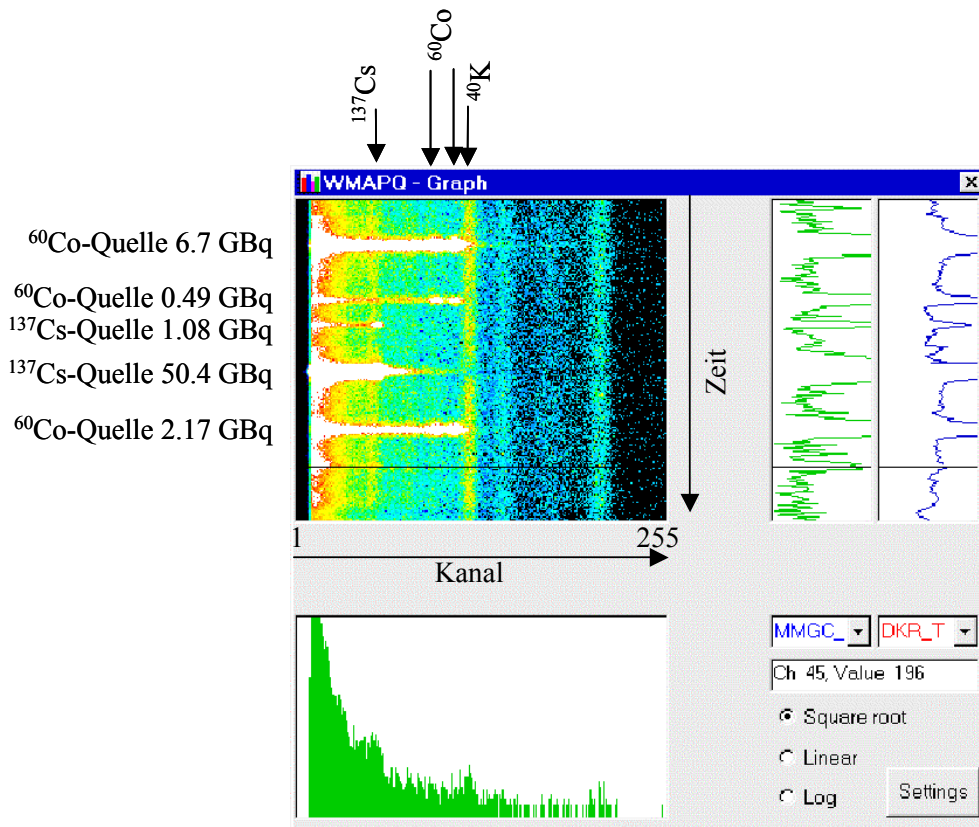 ¹³⁷Cs
⁶⁰Co
⁴⁰K
WMAPQ - Graph
⁶⁰Co-Quelle 6.7 GBq
⁶⁰Co-Quelle 0.49 GBq
¹³⁷Cs-Quelle 1.08 GBq
¹³⁷Cs-Quelle 50.4 GBq
⁶⁰Co-Quelle 2.17 GBq
Zeit
1 255
Kanal
MMGC_ DKR_T
Ch 45, Value 196
Square root
Linear
Log
Settings